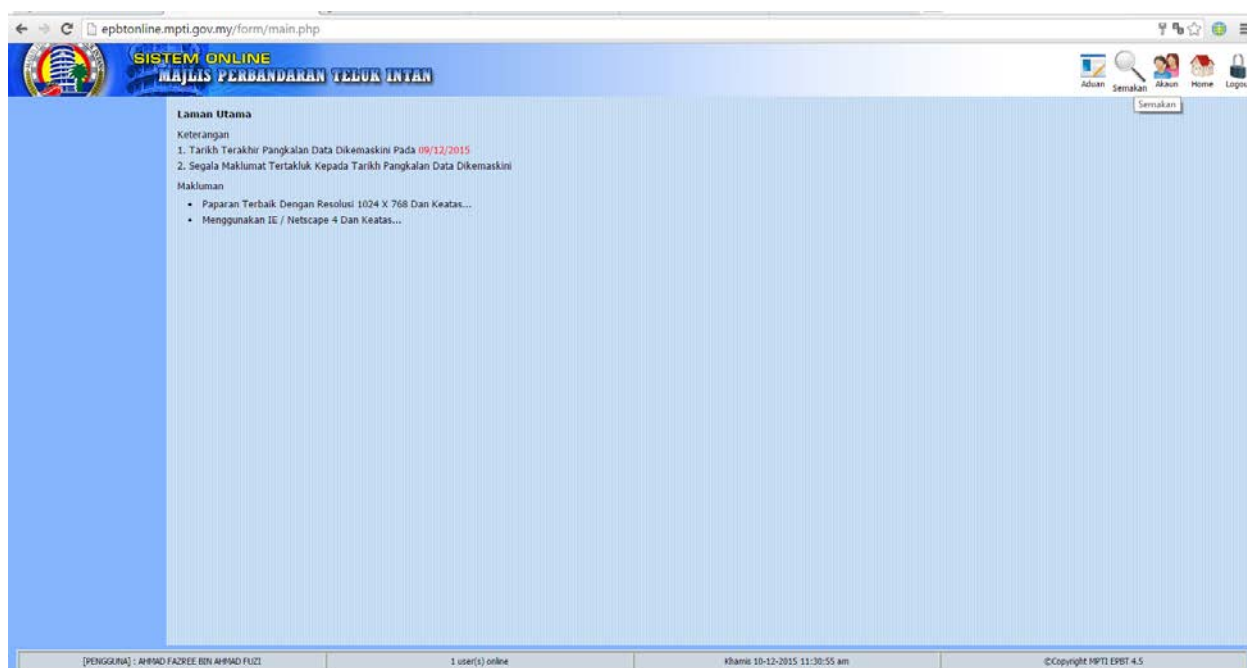 epbtonline.mpti.gov.my/form/main.php
SISTEM ONLINE
MAJLIS PERBANDARAN TELUK INTAN
Aduan Semakan Akaun Home Logou
Semakan
Laman Utama
Keterangan
1. Tarikh Terakhir Pangkalan Data Dikemaskini Pada 09/12/2015
2. Segala Maklumat Tertakluk Kepada Tarikh Pangkalan Data Dikemaskini
Makluman
• Paparan Terbaik Dengan Resolusi 1024 X 768 Dan Keatas...
• Menggunakan IE / Netscape 4 Dan Keatas...
[PENGGUNA] : AHMAD FAZREE BIN AHMAD FUZI
1 user(s) online
Khamis 10-12-2015 11:30:55 am
©Copyright MPTI EPBT 4.5